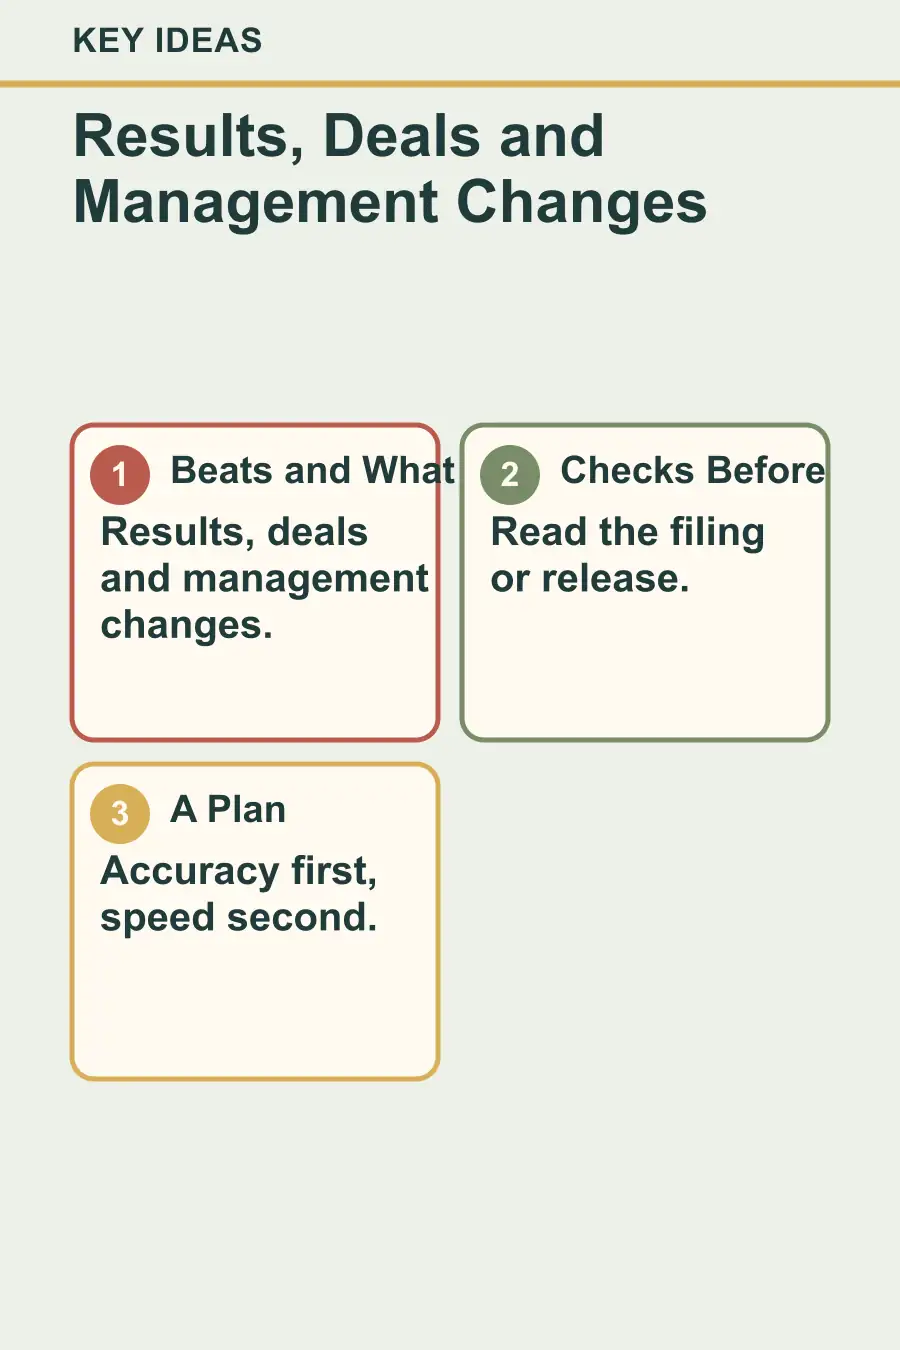 KEY IDEAS
Results, Deals and
Management Changes
1
Beats and What
Results, deals
and management
changes.
2
Checks Before
Read the filing
or release.
3
A Plan
Accuracy first,
speed second.